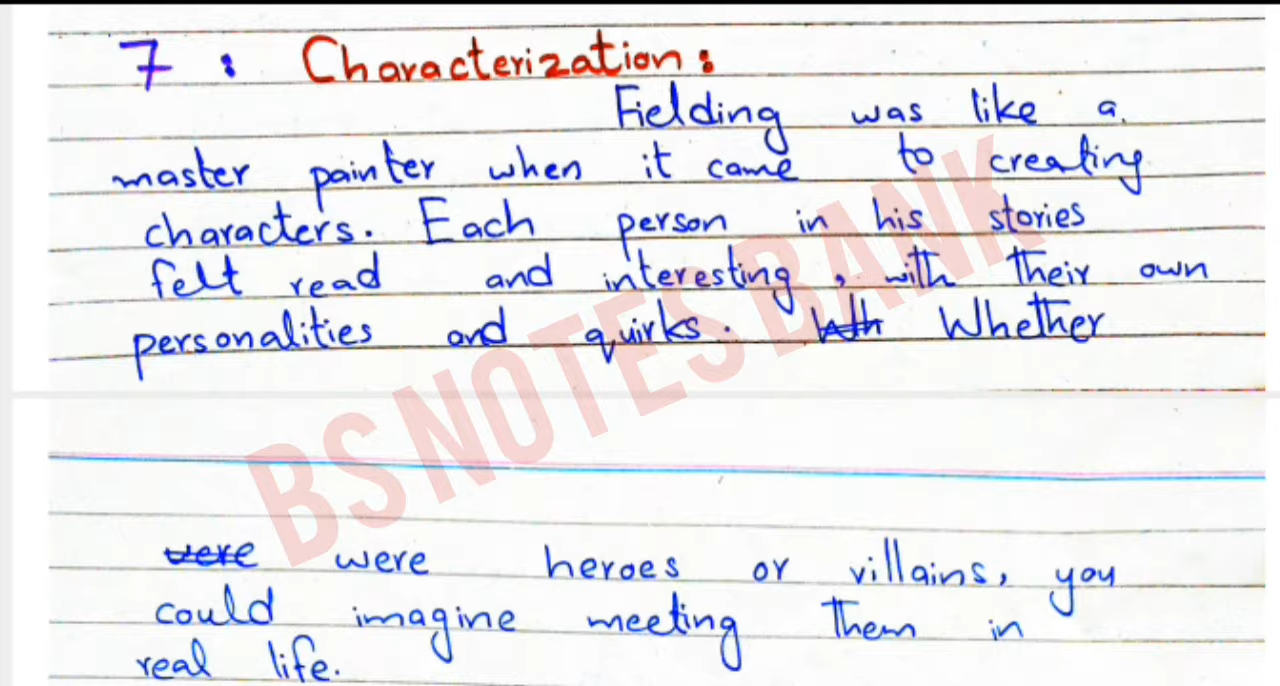 7 : Characterization:
Fielding was like a
master painter when it came to creating
characters. Each person in his stories
felt read and interesting, with their own
personalities and quirks. Whether
were were heroes or villains, you
could imagine meeting them in
real life.
BS NOTES BANK